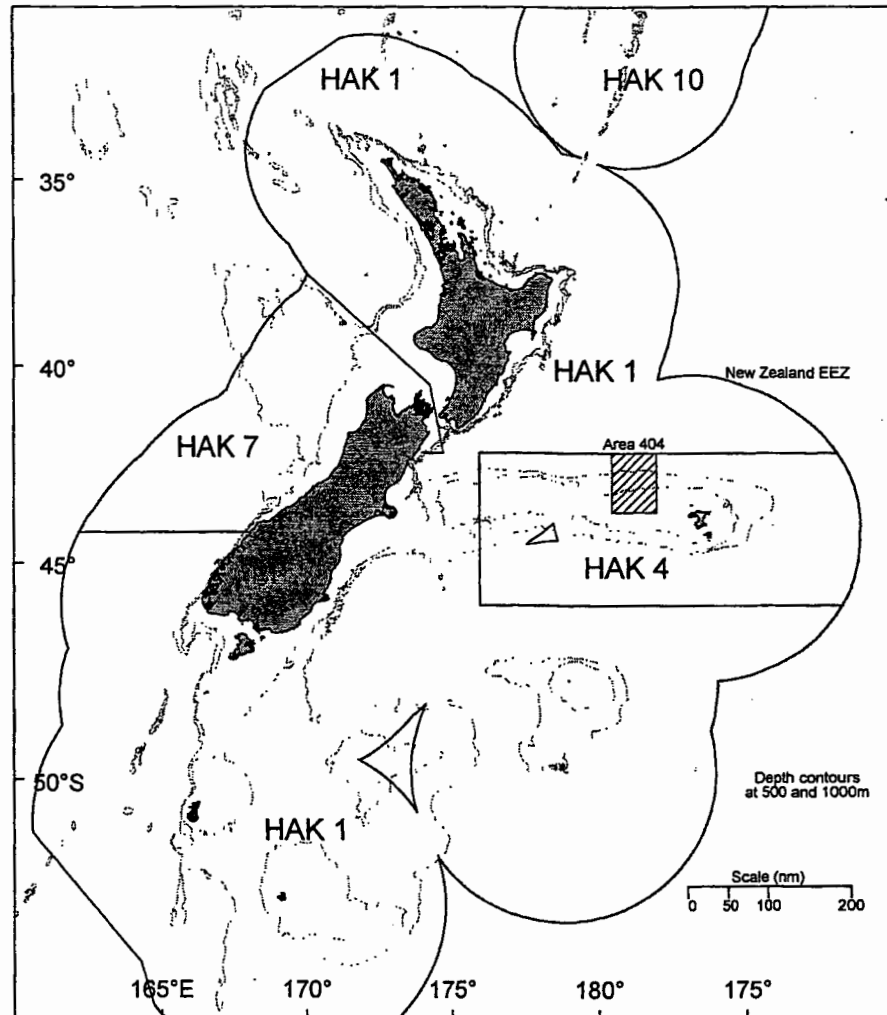 HAK 1
HAK 10
35°
40°
HAK 1
New Zealand EEZ
HAK 7
Area 404
45°
HAK 4
50°S
Depth contours
at 500 and 1000m
HAK 1
Scale (nm)
0 50 100 200
165°E 170° 175° 180° 175°